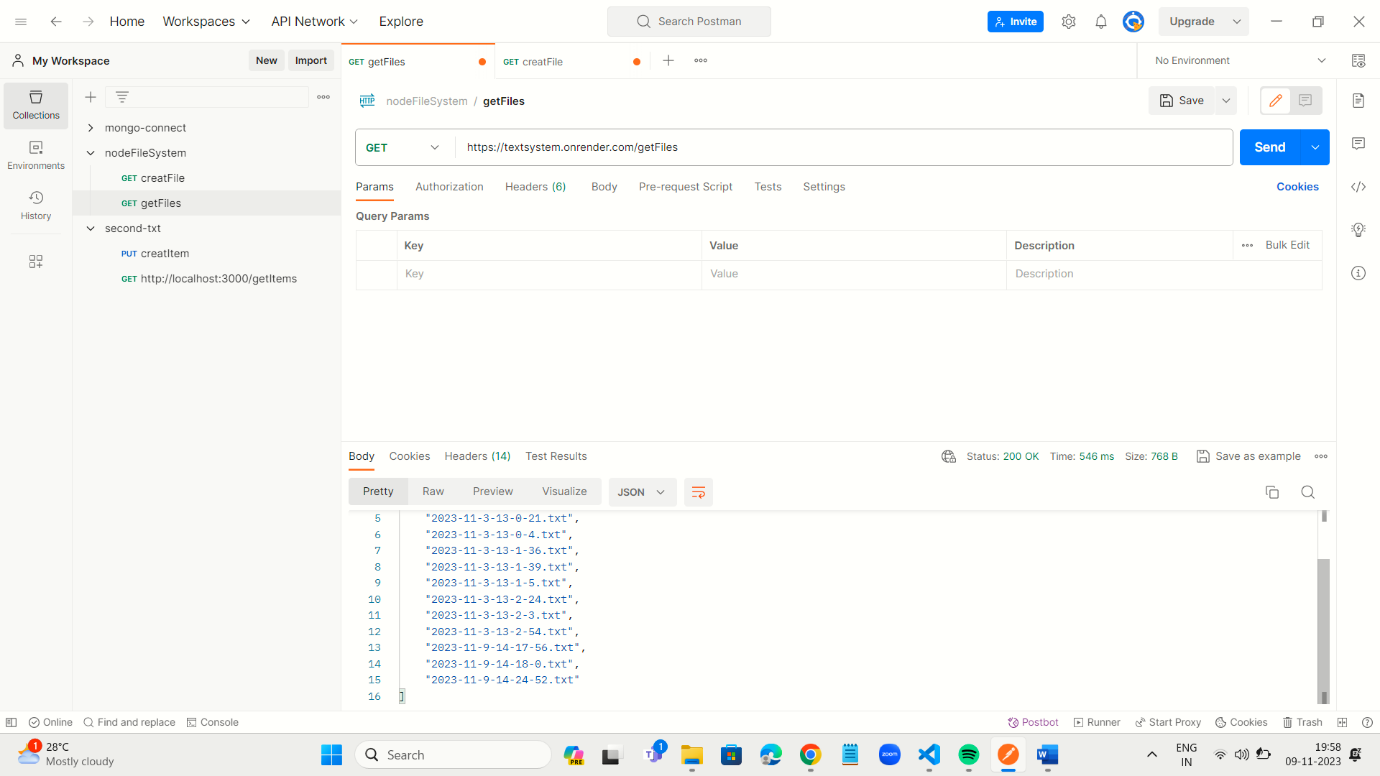 Home Workspaces API Network Explore Search Postman Invite Upgrade
My Workspace New Import GET getFiles GET creatFile No Environment
Collections
Environments
History
mongo-connect
nodeFileSystem
GET creatFile
GET getFiles
second-txt
PUT creatItem
GET http://localhost:3000/getItems
HTTP nodeFileSystem / getFiles Save
GET https://textsystem.onrender.com/getFiles Send
Params Authorization Headers (6) Body Pre-request Script Tests Settings Cookies
Query Params
Key Value Description Bulk Edit
Key Value Description
Body Cookies Headers (14) Test Results Status: 200 OK Time: 546 ms Size: 768 B Save as example
Pretty Raw Preview Visualize JSON
5 "2023-11-3-13-0-21.txt",
6 "2023-11-3-13-0-4.txt",
7 "2023-11-3-13-1-36.txt",
8 "2023-11-3-13-1-39.txt",
9 "2023-11-3-13-1-5.txt",
10 "2023-11-3-13-2-24.txt",
11 "2023-11-3-13-2-3.txt",
12 "2023-11-3-13-2-54.txt",
13 "2023-11-9-14-17-56.txt",
14 "2023-11-9-14-18-0.txt",
15 "2023-11-9-14-24-52.txt"
16 ]
Online Find and replace Console Postbot Runner Start Proxy Cookies Trash
1 28°C
Mostly cloudy
Search
PRE
1
zoom
ENG
IN
19:58
09-11-2023